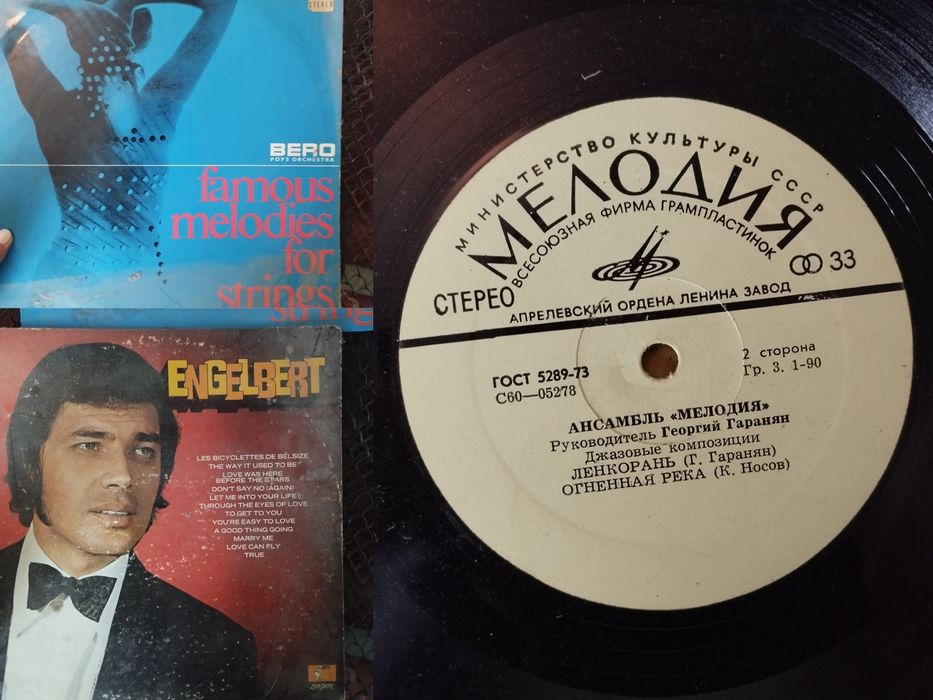 STEREO
BERO
POPS ORCHESTRA
famous
melodies
for
strings
ENGELBERT
LES BICYCLETTES DE BELSIZE
THE WAY IT USED TO BE
LOVE WAS HERE
BEFORE THE STARS
DON'T SAY NO (AGAIN)
LET ME INTO YOUR LIFE
THROUGH THE EYES OF LOVE
TO GET TO YOU
YOU'RE EASY TO LOVE
A GOOD THING GOING
MARRY ME
LOVE CAN FLY
TRUE
LONDON
МИНИСТЕРСТВО КУЛЬТУРЫ СССР
МЕЛОДИЯ
ВСЕСОЮЗНАЯ ФИРМА ГРАМПЛАСТИНОК
СТЕРЕО
33
АПРЕЛЕВСКИЙ ОРДЕНА ЛЕНИНА ЗАВОД
ГОСТ 5289-73
С60—05278
2 сторона
Гр. 3. 1-90
АНСАМБЛЬ «МЕЛОДИЯ»
Руководитель Георгий Гаранян
Джазовые композиции
ЛЕНКОРАНЬ (Г. Гаранян)
ОГНЕННАЯ РЕКА (К. Носов)